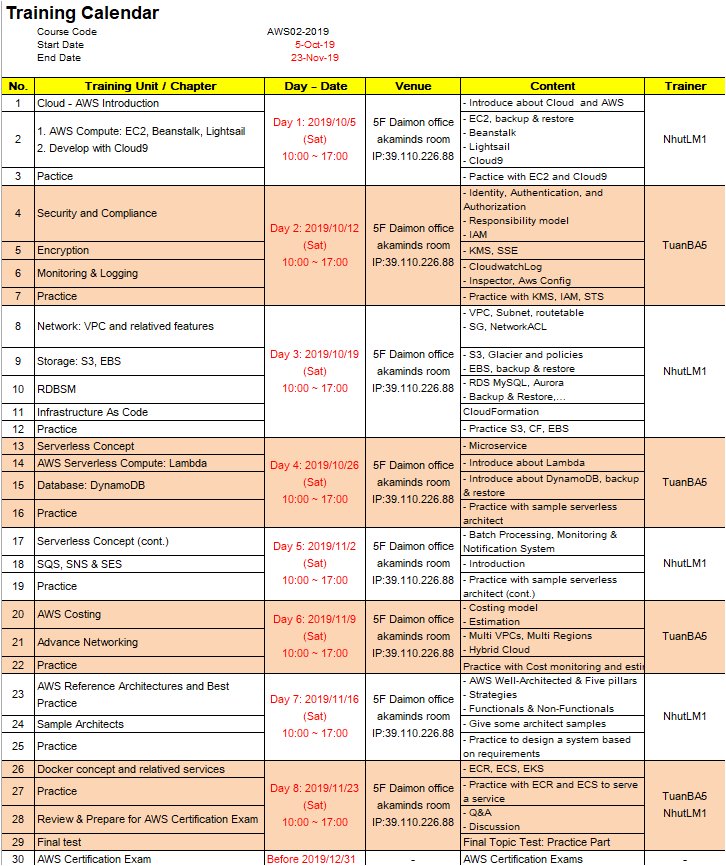 Training Calendar
Course Code AWS02-2019
Start Date 5-Oct-19
End Date 23-Nov-19
No. Training Unit / Chapter Day – Date Venue Content Trainer
1 Cloud - AWS Introduction - Introduce about Cloud and AWS
2 1. AWS Compute: EC2, Beanstalk, Lightsail
2. Develop with Cloud9
- EC2, backup & restore
- Beanstalk
- Lightsail
- Cloud9
3 Pactice - Pactice with EC2 and Cloud9
Day 1: 2019/10/5
(Sat)
10:00 ~ 17:00
5F Daimon office
akaminds room
IP:39.110.226.88
NhutLM1
4 Security and Compliance
- Identity, Authentication, and
Authorization
- Responsibility model
- IAM
5 Encryption - KMS, SSE
6 Monitoring & Logging
- CloudwatchLog
- Inspector, Aws Config
7 Practice - Practice with KMS, IAM, STS
Day 2: 2019/10/12
(Sat)
10:00 ~ 17:00
5F Daimon office
akaminds room
IP:39.110.226.88
TuanBA5
8 Network: VPC and relatived features
- VPC, Subnet, routetable
- SG, NetworkACL
9 Storage: S3, EBS
- S3, Glacier and policies
- EBS, backup & restore
10 RDBSM
- RDS MySQL, Aurora
- Backup & Restore,...
11 Infrastructure As Code CloudFormation
12 Practice - Practice S3, CF, EBS
Day 3: 2019/10/19
(Sat)
10:00 ~ 17:00
5F Daimon office
akaminds room
IP:39.110.226.88
NhutLM1
13 Serverless Concept - Microservice
14 AWS Serverless Compute: Lambda - Introduce about Lambda
15 Database: DynamoDB
- Introduce about DynamoDB, backup
& restore
16 Practice
- Practice with sample serverless
architect
Day 4: 2019/10/26
(Sat)
10:00 ~ 17:00
5F Daimon office
akaminds room
IP:39.110.226.88
TuanBA5
17 Serverless Concept (cont.)
- Batch Processing, Monitoring &
Notification System
18 SQS, SNS & SES - Introduction
19 Practice
- Practice with sample serverless
architect (cont.)
Day 5: 2019/11/2
(Sat)
10:00 ~ 17:00
5F Daimon office
akaminds room
IP:39.110.226.88
NhutLM1
20 AWS Costing
- Costing model
- Estimation
21 Advance Networking
- Multi VPCs, Multi Regions
- Hybrid Cloud
22 Practice Practice with Cost monitoring and estin
Day 6: 2019/11/9
(Sat)
10:00 ~ 17:00
5F Daimon office
akaminds room
IP:39.110.226.88
TuanBA5
23 AWS Reference Architectures and Best
Practice
- AWS Well-Architected & Five pillars
- Strategies
- Functionals & Non-Functionals
24 Sample Architects - Give some architect samples
25 Practice
- Practice to design a system based
on requirements
Day 7: 2019/11/16
(Sat)
10:00 ~ 17:00
5F Daimon office
akaminds room
IP:39.110.226.88
NhutLM1
26 Docker concept and relatived services - ECR, ECS, EKS
27 Practice
- Practice with ECR and ECS to serve
a service
28 Review & Prepare for AWS Certification Exam
- Q&A
- Discussion
29 Final test Final Topic Test: Practice Part
Day 8: 2019/11/23
(Sat)
10:00 ~ 17:00
5F Daimon office
akaminds room
IP:39.110.226.88
TuanBA5
NhutLM1
30 AWS Certification Exam Before 2019/12/31 - AWS Certification Exams -